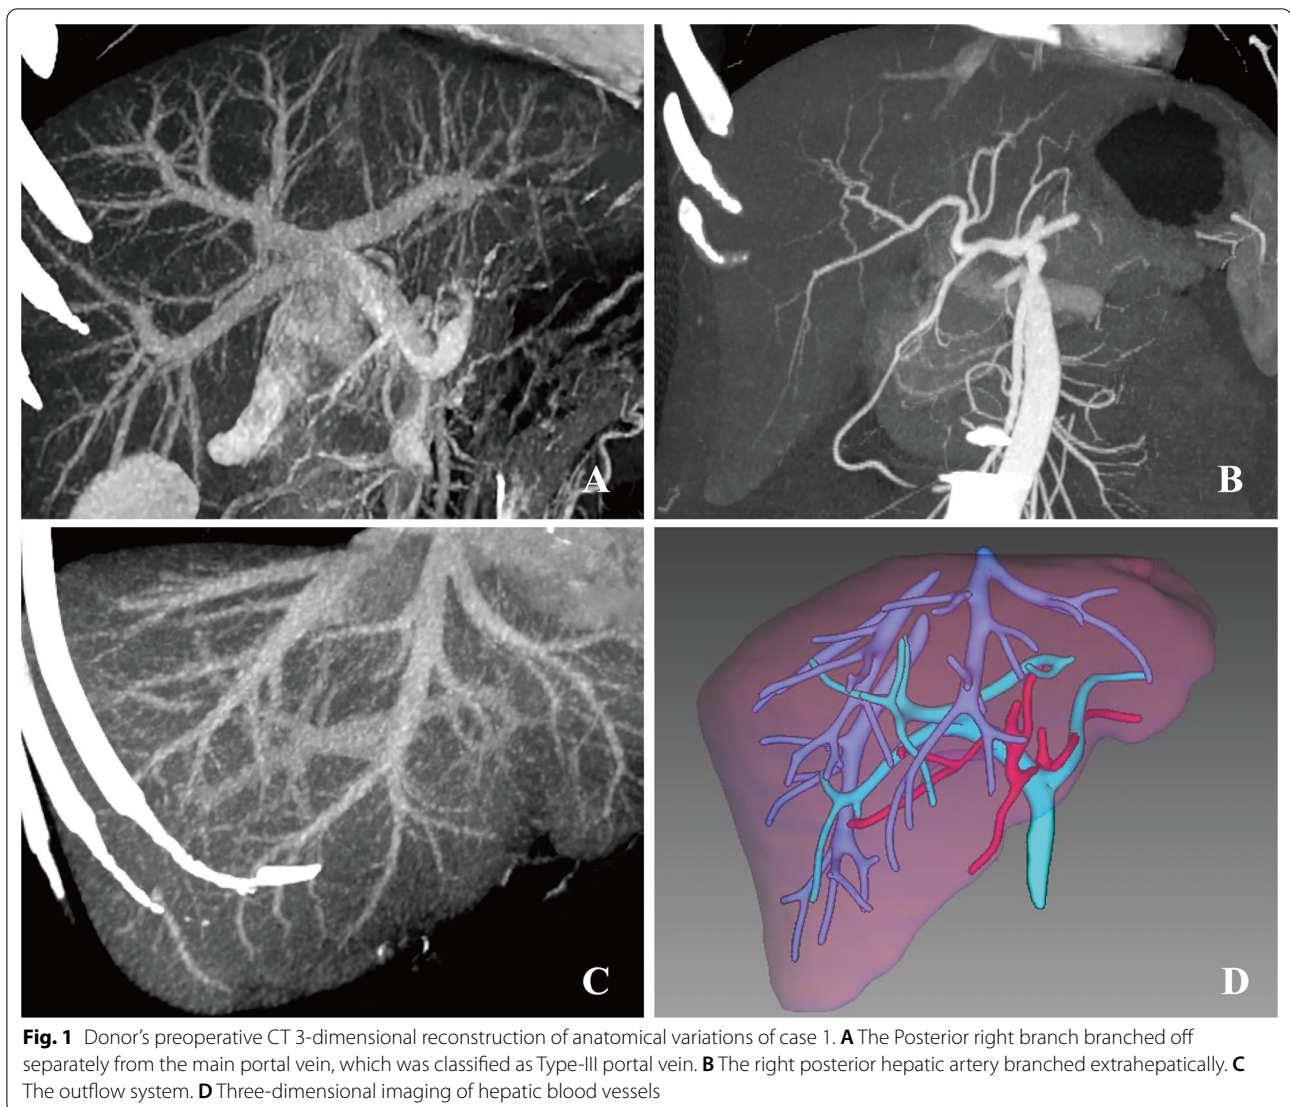 A
B
C
D
Fig. 1 Donor's preoperative CT 3-dimensional reconstruction of anatomical variations of case 1. A The Posterior right branch branched off
separately from the main portal vein, which was classified as Type-III portal vein. B The right posterior hepatic artery branched extrahepatically. C
The outflow system. D Three-dimensional imaging of hepatic blood vessels